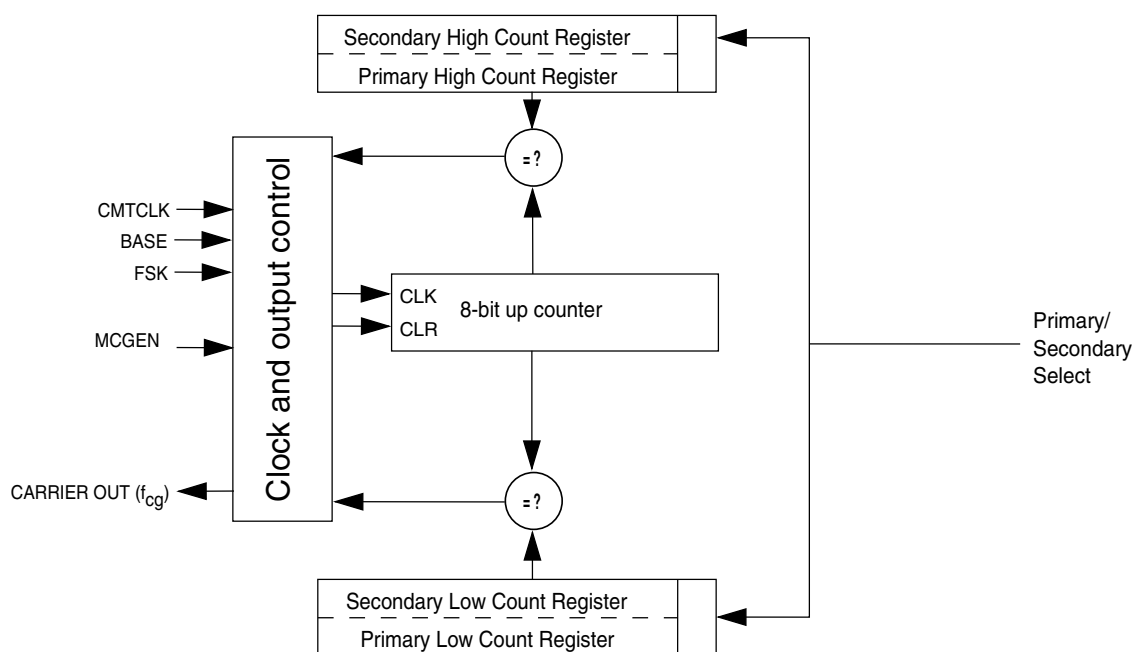 Secondary High Count Register
Primary High Count Register
= ?
Clock and output control
CMTCLK
BASE
FSK
MCGEN
CARRIER OUT (fcg)
CLK
CLR
8-bit up counter
Primary/
Secondary
Select
= ?
Secondary Low Count Register
Primary Low Count Register